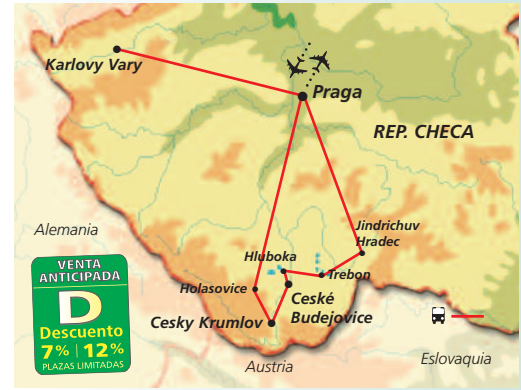 Karlovy Vary
Praga
REP. CHECA
Alemania
Jindrichuv
Hradec
Hluboka
Trebon
Holasovice
České
Budejovice
Cesky Krumlov
Austria
Eslovaquia
VENTA
ANTICIPADA
D
Descuento
7% | 12%
PLAZAS LIMITADAS